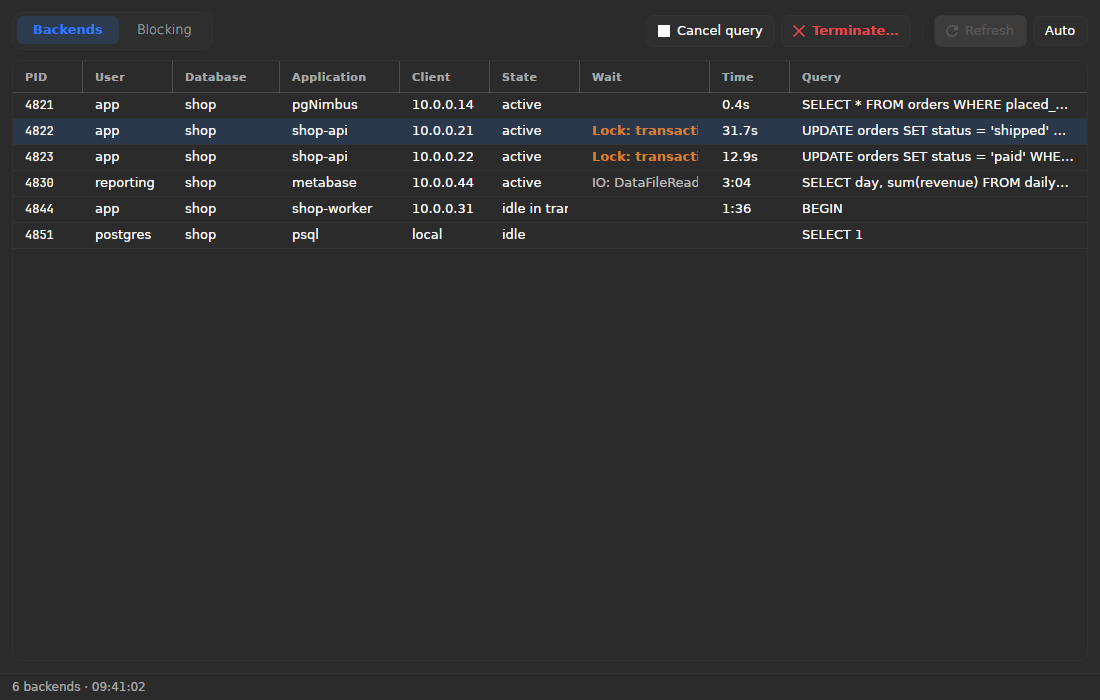 Backends Blocking Cancel query Terminate... Refresh Auto
PID User Database Application Client State Wait Time Query
4821 app shop pgNimbus 10.0.0.14 active 0.4s SELECT * FROM orders WHERE placed_...
4822 app shop shop-api 10.0.0.21 active Lock: transacti 31.7s UPDATE orders SET status = 'shipped' ...
4823 app shop shop-api 10.0.0.22 active Lock: transacti 12.9s UPDATE orders SET status = 'paid' WHE...
4830 reporting shop metabase 10.0.0.44 active IO: DataFileRead 3:04 SELECT day, sum(revenue) FROM daily...
4844 app shop shop-worker 10.0.0.31 idle in tran 1:36 BEGIN
4851 postgres shop psql local idle SELECT 1
6 backends · 09:41:02